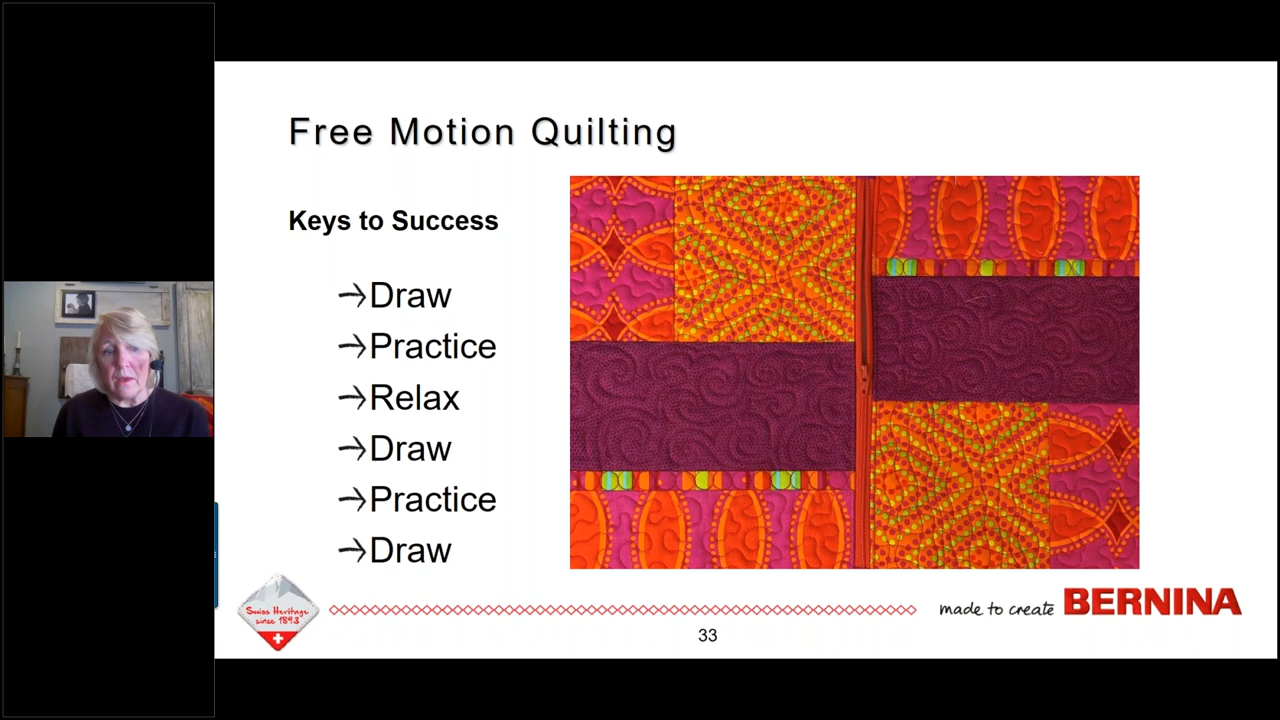 Free Motion Quilting
Keys to Success
→Draw
→Practice
→Relax
→Draw
→Practice
→Draw
Swiss Heritage
since 1893
made to create BERNINA
33